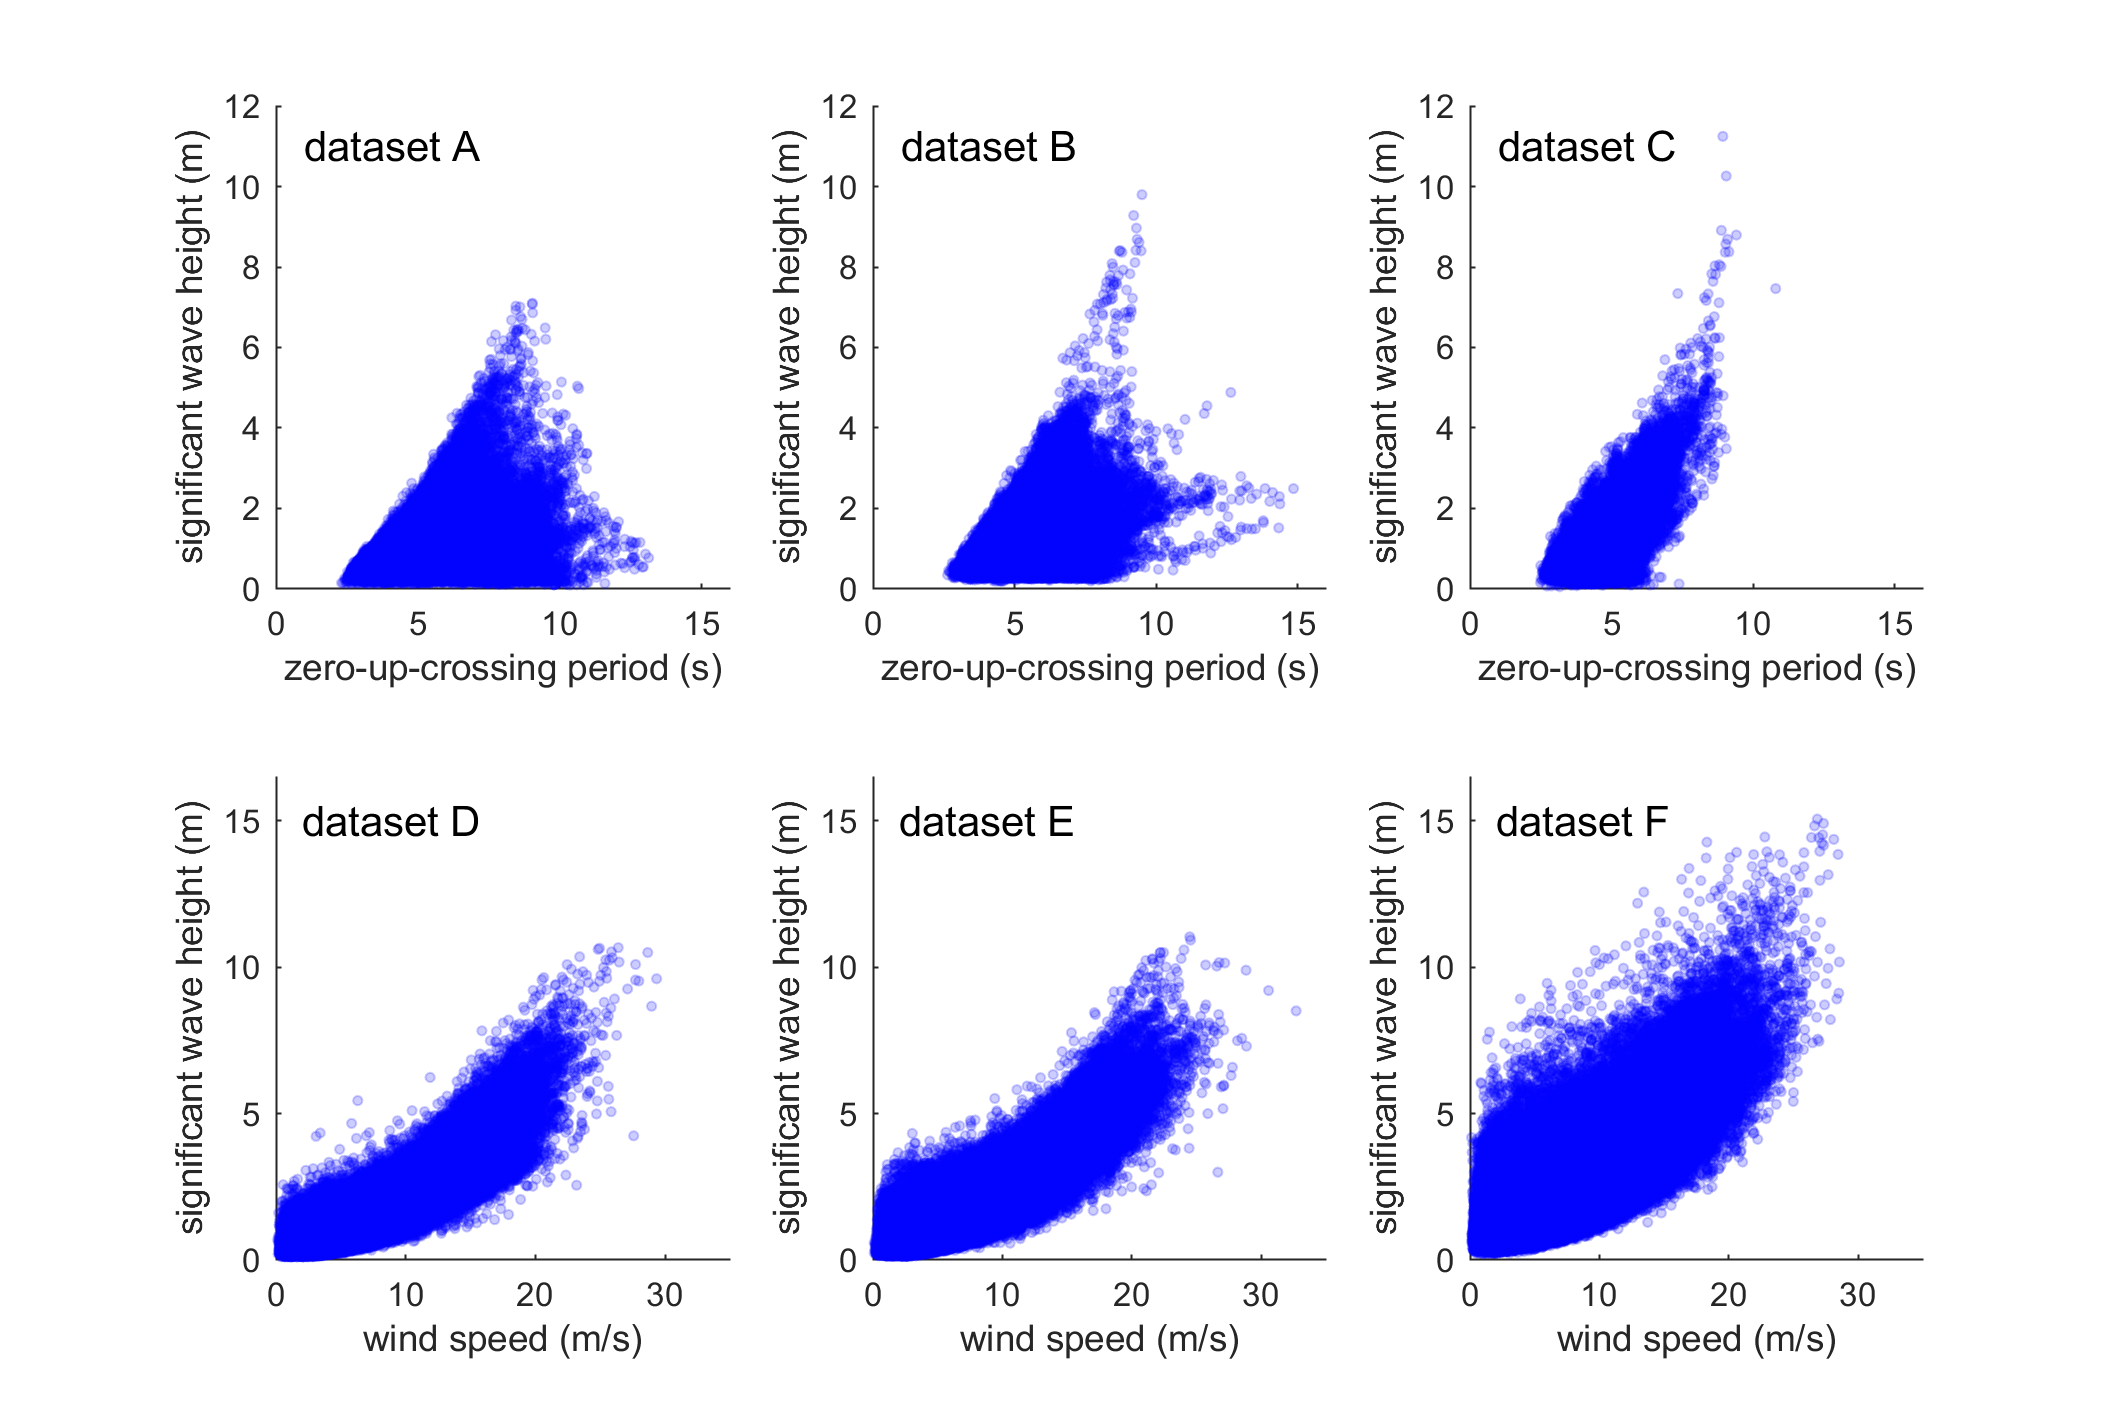 dataset A
significant wave height (m)
12
10
8
6
4
2
0
0 5 10 15
zero-up-crossing period (s)
dataset B
significant wave height (m)
12
10
8
6
4
2
0
0 5 10 15
zero-up-crossing period (s)
dataset C
significant wave height (m)
12
10
8
6
4
2
0
0 5 10 15
zero-up-crossing period (s)
dataset D
significant wave height (m)
15
10
5
0
0 10 20 30
wind speed (m/s)
dataset E
significant wave height (m)
15
10
5
0
0 10 20 30
wind speed (m/s)
dataset F
significant wave height (m)
15
10
5
0
0 10 20 30
wind speed (m/s)